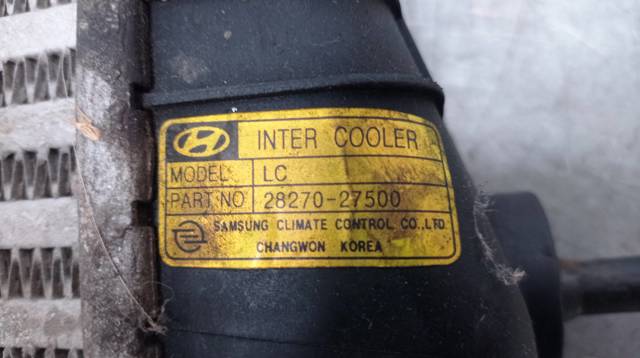 INTER COOLER
MODEL LC
PART NO 28270-27500
SAMSUNG CLIMATE CONTROL CO.,LTD.
CHANGWON KOREA